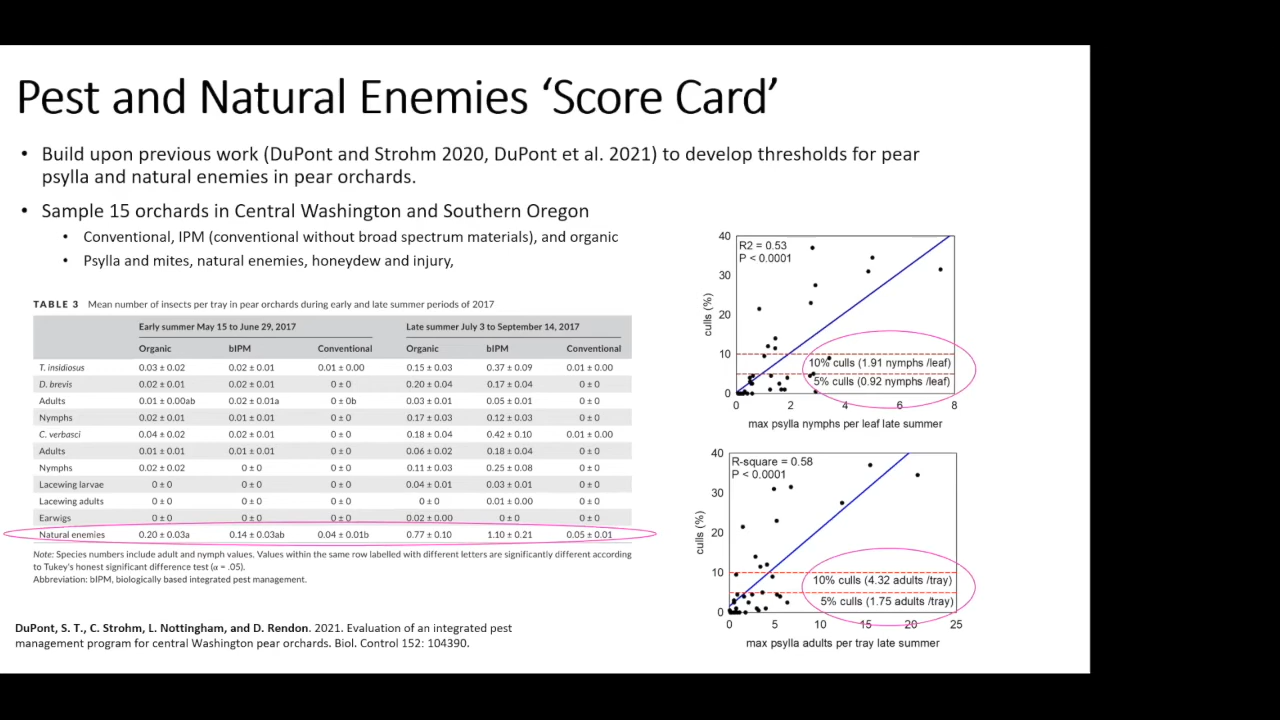 Pest and Natural Enemies ‘Score Card’
• Build upon previous work (DuPont and Strohm 2020, DuPont et al. 2021) to develop thresholds for pear
psylla and natural enemies in pear orchards.
• Sample 15 orchards in Central Washington and Southern Oregon
• Conventional, IPM (conventional without broad spectrum materials), and organic
• Psylla and mites, natural enemies, honeydew and injury,
TABLE 3 Mean number of insects per tray in pear orchards during early and late summer periods of 2017
Early summer May 15 to June 29, 2017 Late summer July 3 to September 14, 2017
Organic bIPM Conventional Organic bIPM Conventional
T. insidiosus 0.03 ± 0.02 0.02 ± 0.01 0.01 ± 0.00 0.15 ± 0.03 0.37 ± 0.09 0.01 ± 0.00
D. brevis 0.02 ± 0.01 0.02 ± 0.01 0 ± 0 0.20 ± 0.04 0.17 ± 0.04 0 ± 0
Adults 0.01 ± 0.00ab 0.02 ± 0.01a 0 ± 0b 0.03 ± 0.01 0.05 ± 0.01 0 ± 0
Nymphs 0.02 ± 0.01 0.01 ± 0.01 0 ± 0 0.17 ± 0.03 0.12 ± 0.03 0 ± 0
C. verbasci 0.04 ± 0.02 0.02 ± 0.01 0 ± 0 0.18 ± 0.04 0.42 ± 0.10 0.01 ± 0.00
Adults 0.01 ± 0.01 0.01 ± 0.01 0 ± 0 0.06 ± 0.02 0.18 ± 0.04 0 ± 0
Nymphs 0.02 ± 0.02 0 ± 0 0 ± 0 0.11 ± 0.03 0.25 ± 0.08 0 ± 0
Lacewing larvae 0 ± 0 0 ± 0 0 ± 0 0.04 ± 0.01 0.03 ± 0.01 0 ± 0
Lacewing adults 0 ± 0 0 ± 0 0 ± 0 0 ± 0 0.01 ± 0.00 0 ± 0
Earwigs 0 ± 0 0 ± 0 0 ± 0 0.02 ± 0.00 0 ± 0 0 ± 0
Natural enemies 0.20 ± 0.03a 0.14 ± 0.03ab 0.04 ± 0.01b 0.77 ± 0.10 1.10 ± 0.21 0.05 ± 0.01
Note: Species numbers include adult and nymph values. Values within the same row labelled with different letters are significantly different according
to Tukey's honest significant difference test (α = .05).
Abbreviation: bIPM, biologically based integrated pest management.
DuPont, S. T., C. Strohm, L. Nottingham, and D. Rendon. 2021. Evaluation of an integrated pest
management program for central Washington pear orchards. Biol. Control 152: 104390.
40
R2 = 0.53
P < 0.0001
30
culls (%)
20
10
10% culls (1.91 nymphs /leaf)
5% culls (0.92 nymphs /leaf)
0
0 2 4 6 8
max psylla nymphs per leaf late summer
40
R-square = 0.58
P < 0.0001
30
culls (%)
20
10
10% culls (4.32 adults /tray)
5% culls (1.75 adults /tray)
0
0 5 10 15 20 25
max psylla adults per tray late summer